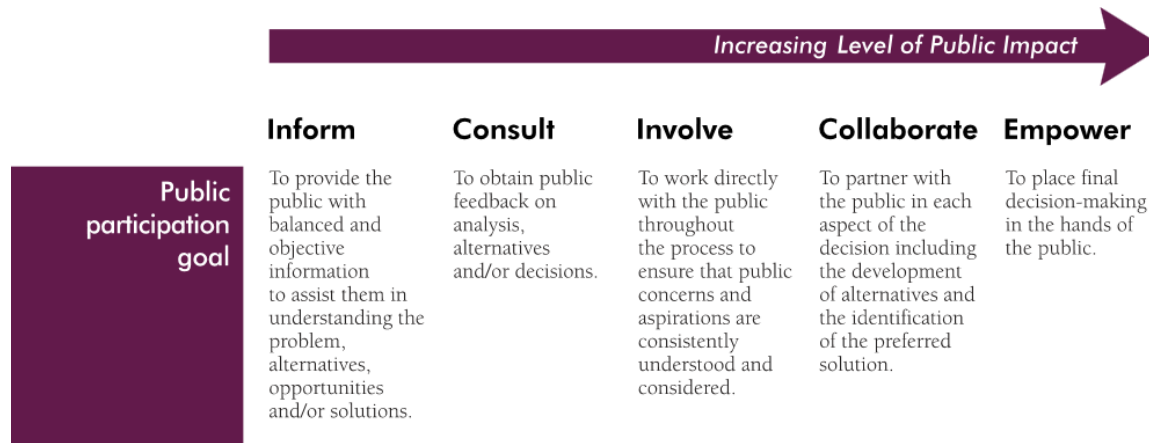 Increasing Level of Public Impact
Inform
Consult
Involve
Collaborate
Empower
Public
participation
goal
To provide the
public with
balanced and
objective
information
to assist them in
understanding the
problem,
alternatives,
opportunities
and/or solutions.
To obtain public
feedback on
analysis,
alternatives
and/or decisions.
To work directly
with the public
throughout
the process to
ensure that public
concerns and
aspirations are
consistently
understood and
considered.
To partner with
the public in each
aspect of the
decision including
the development
of alternatives and
the identification
of the preferred
solution.
To place final
decision-making
in the hands of
the public.